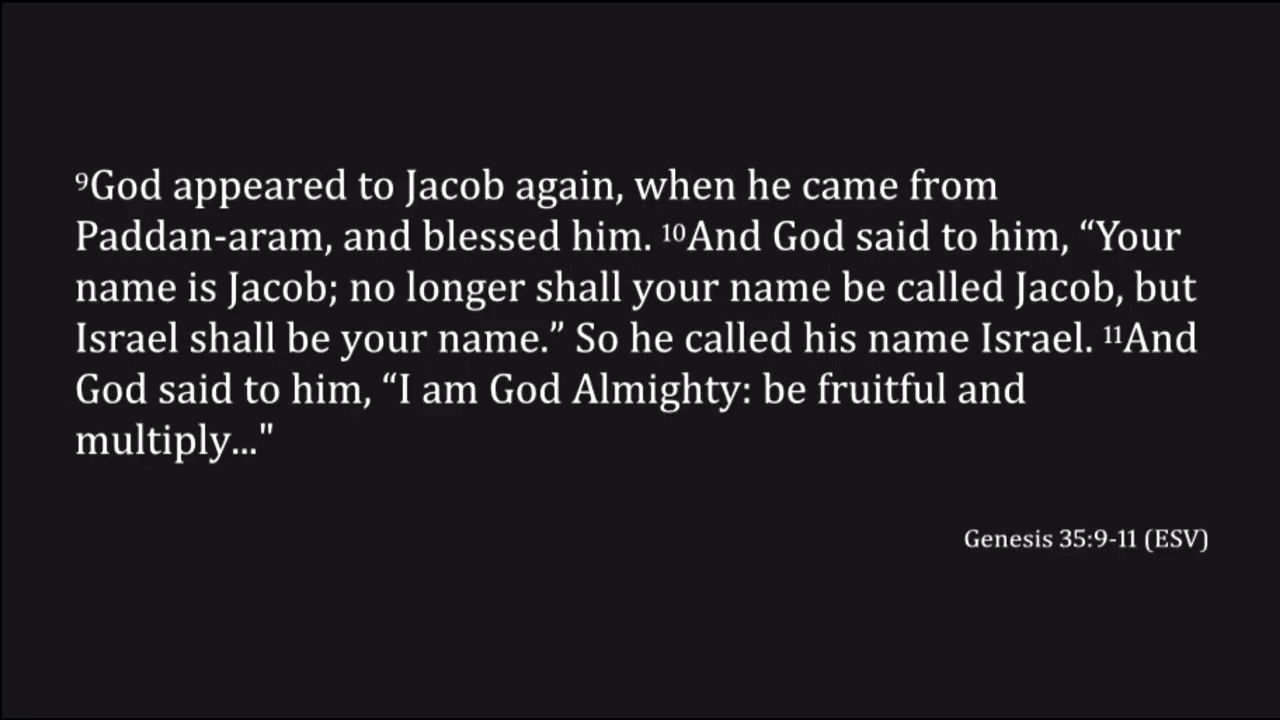 ⁹God appeared to Jacob again, when he came from
Paddan-aram, and blessed him. ¹⁰And God said to him, “Your
name is Jacob; no longer shall your name be called Jacob, but
Israel shall be your name.” So he called his name Israel. ¹¹And
God said to him, “I am God Almighty: be fruitful and
multiply..."
Genesis 35:9-11 (ESV)